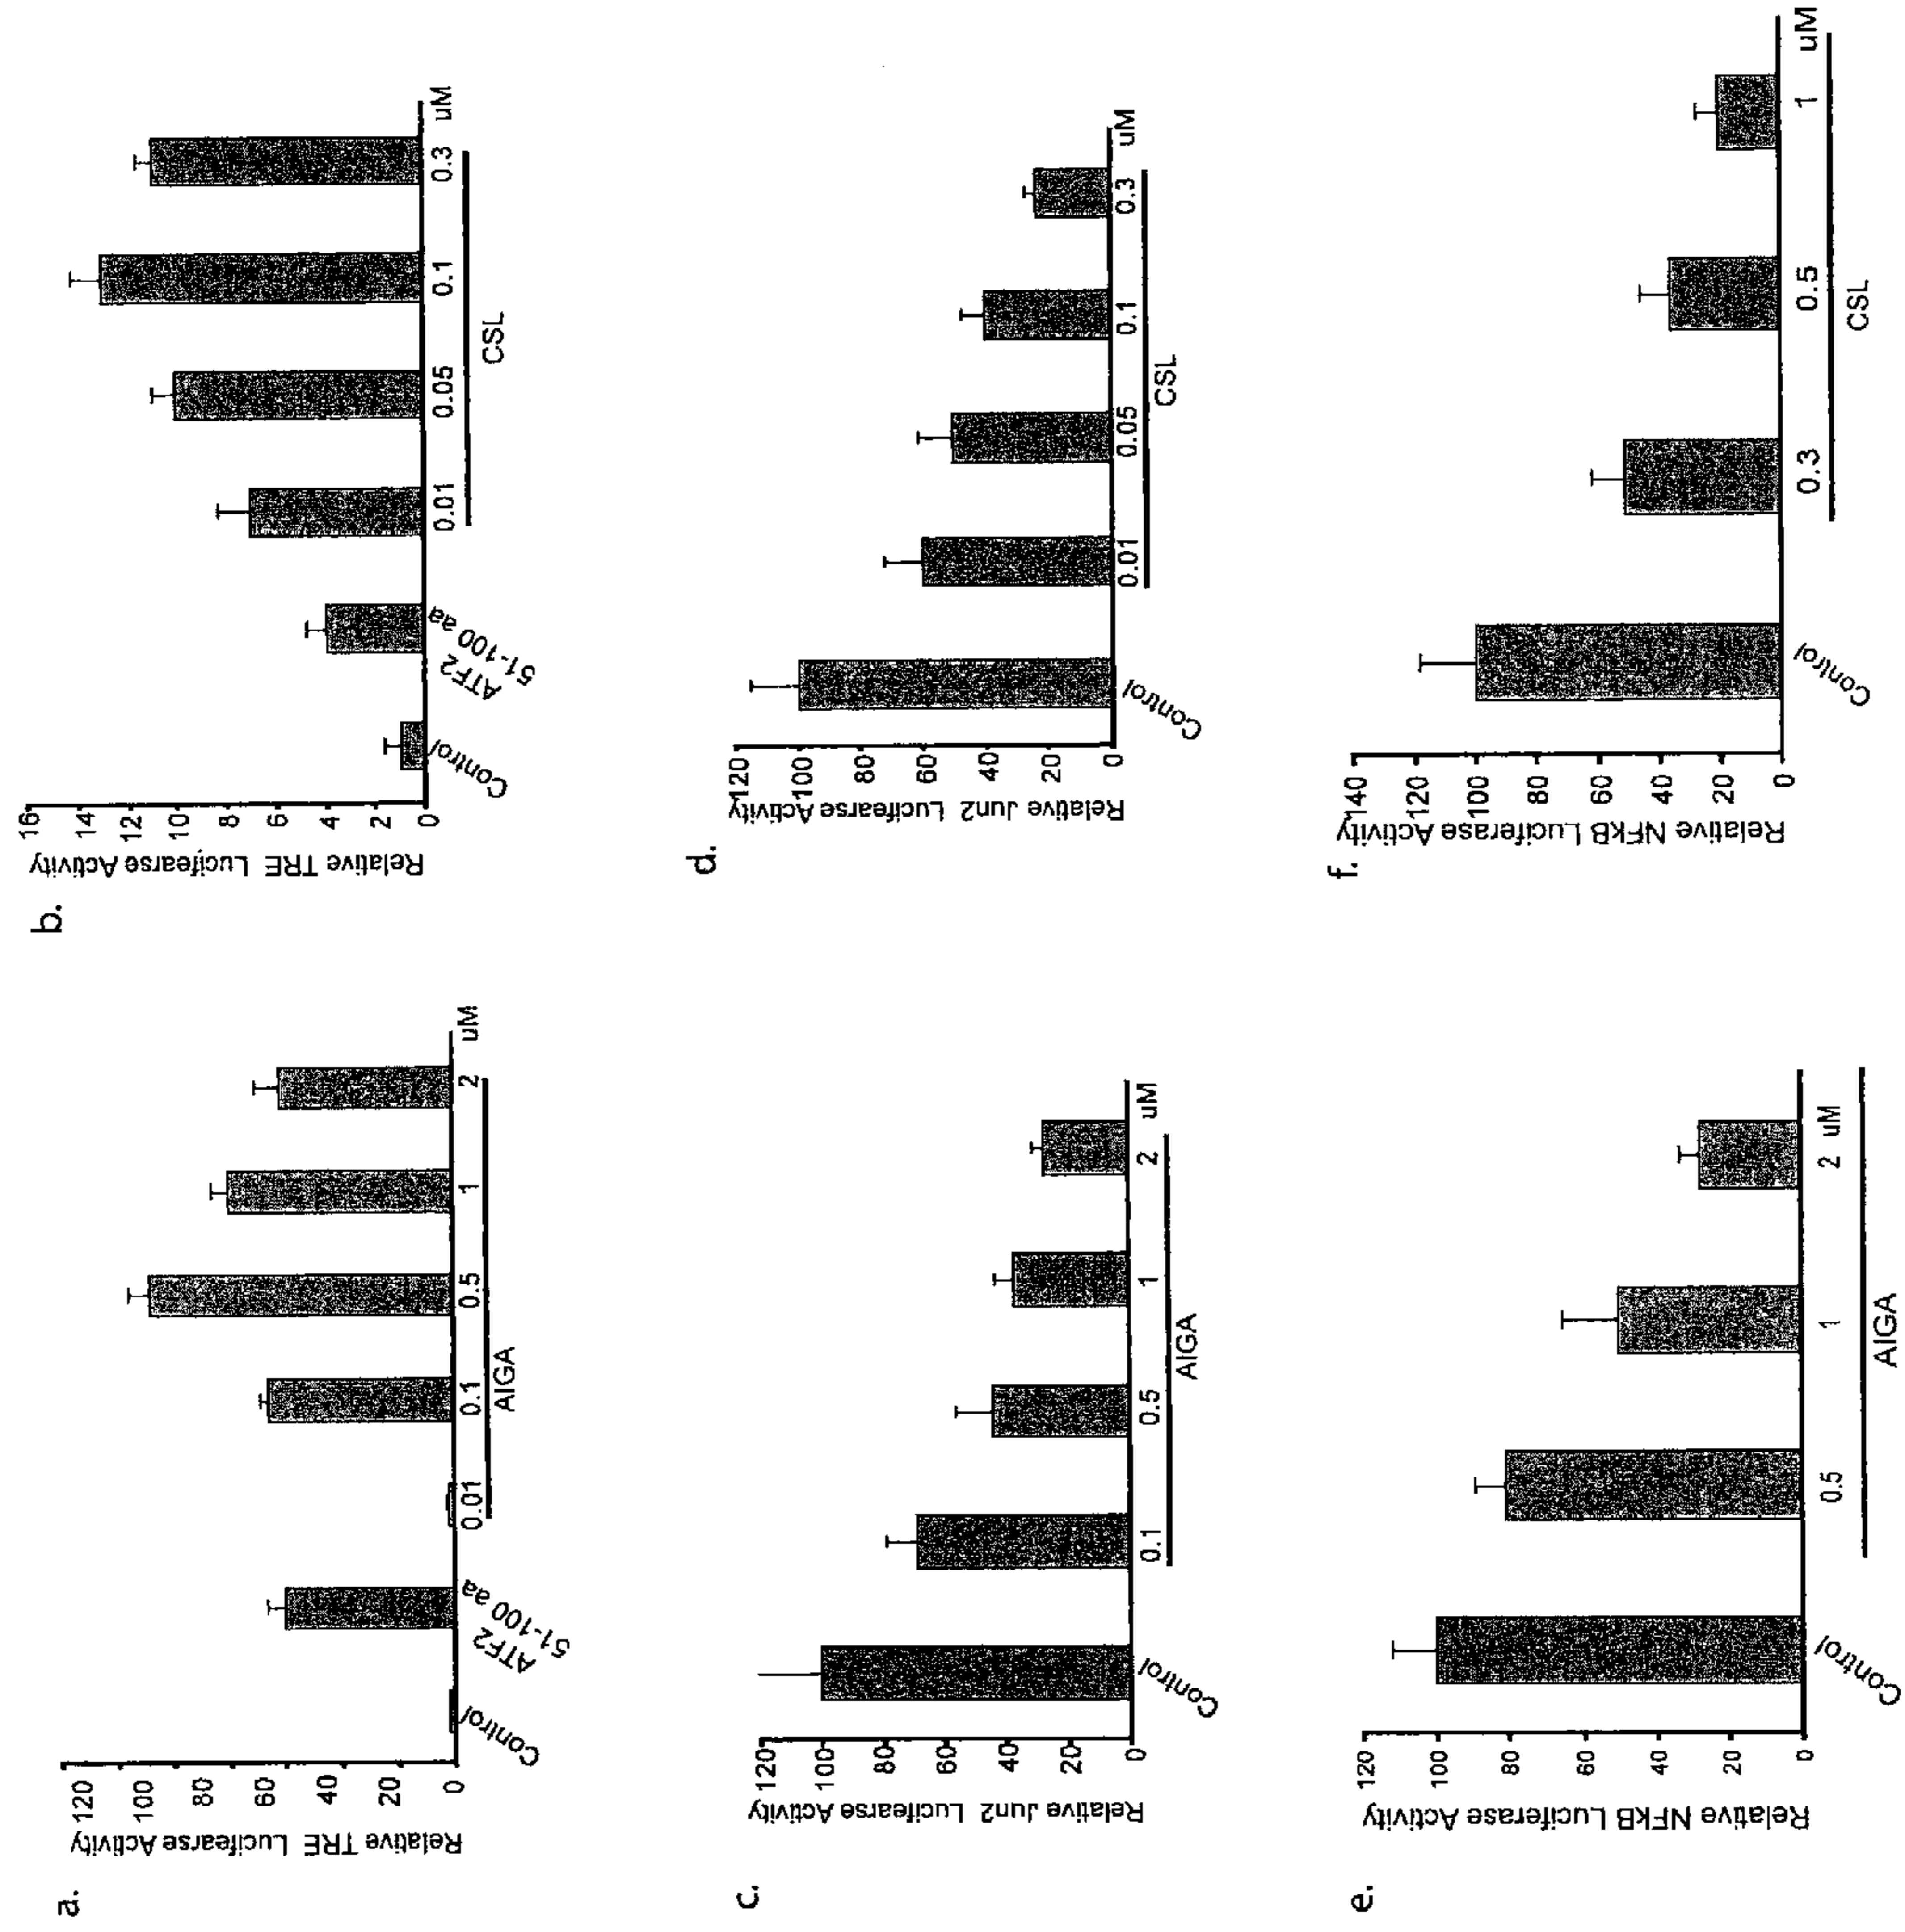 a.
Relative TRE Lucifearse Activity
120
100
80
60
40
20
0
Control
ATF2
51-100 aa
0.01
0.1
0.5
1
2
uM
AIGA
b.
Relative TRE Lucifearse Activity
16
14
12
10
8
6
4
2
0
Control
ATF2
51-100 aa
0.01
0.05
0.1
0.3
uM
CSL
c.
Relative Jun2 Lucifearse Activity
120
100
80
60
40
20
0
Control
0.1
0.5
1
2
uM
AIGA
d.
Relative Jun2 Lucifearse Activity
120
100
80
60
40
20
0
Control
0.01
0.05
0.1
0.3
uM
CSL
e.
Relative NFkB Luciferase Activity
120
100
80
60
40
20
0
Control
0.5
1
2
uM
AIGA
f.
Relative NFkB Luciferase Activity
140
120
100
80
60
40
20
0
Control
0.3
0.5
1
uM
CSL